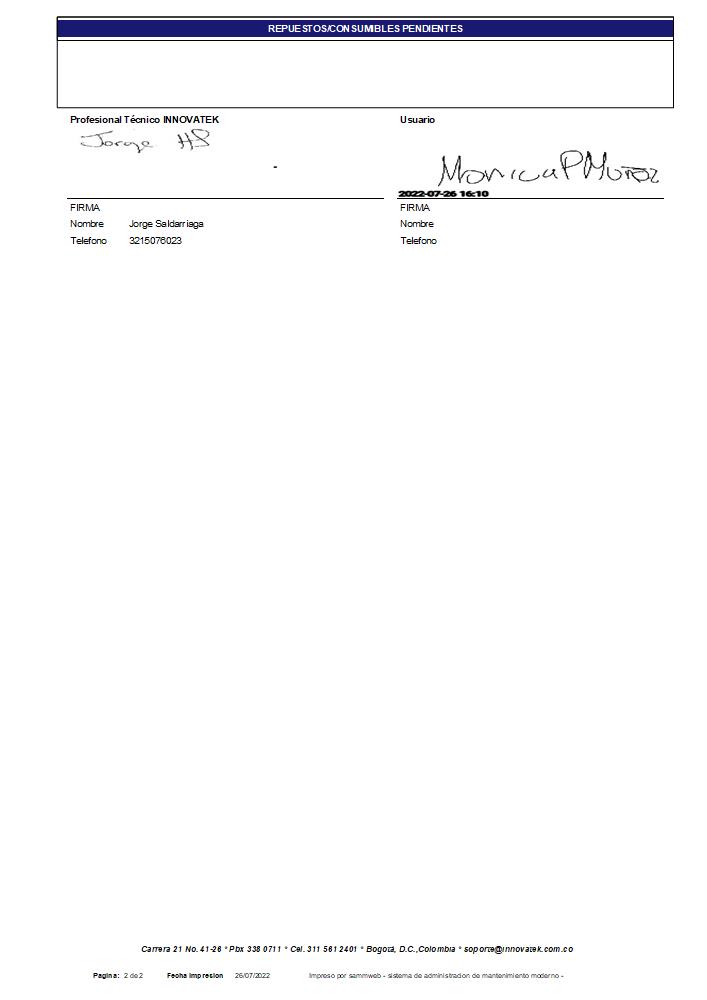 REPUESTOS/CONSUMIBLES PENDIENTES
Profesional Técnico INNOVATEK
Usuario
Jorge HS
Monica P Muñoz
2022-07-26 16:10
FIRMA
FIRMA
Nombre Jorge Saldarriaga
Nombre
Telefono 3215076023
Telefono
Carrera 21 No. 41-26 * Pbx 338 0711 * Cel. 311 561 2401 * Bogotá, D.C.,Colombia * soporte@innovatek.com.co
Pagina: 2 de 2 Fecha Impresion 26/07/2022 Impreso por sammweb - sistema de administracion de mantenimiento moderno -